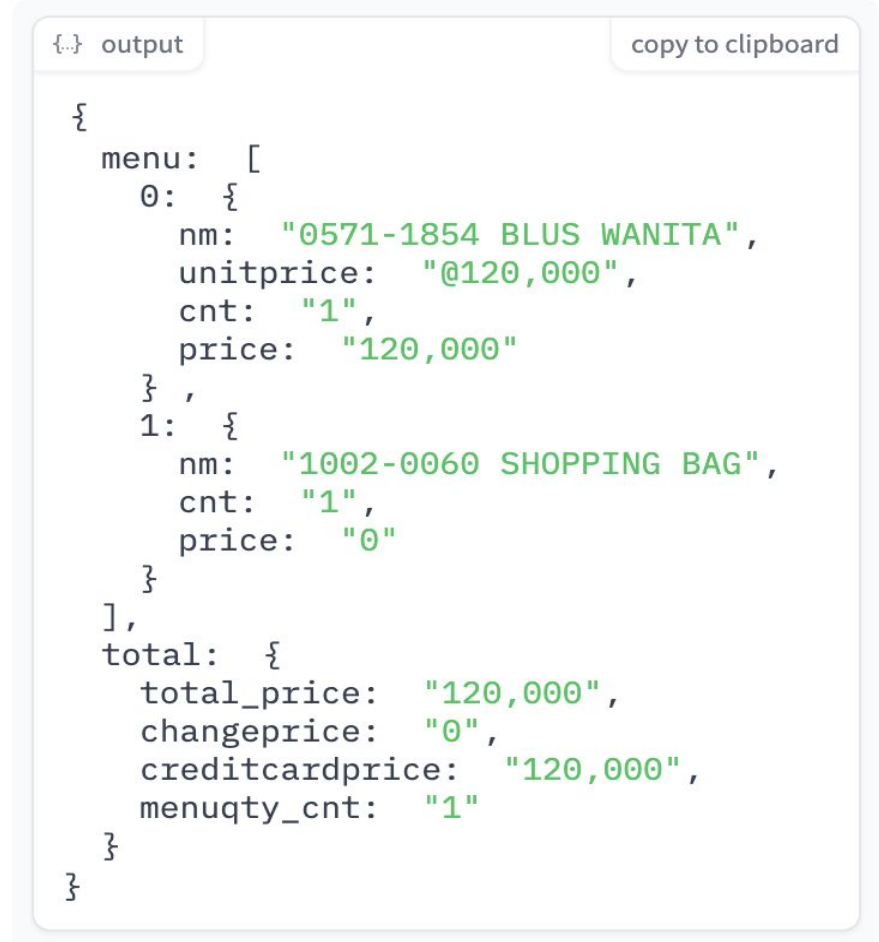 {..} output
copy to clipboard
{
menu: [
0: {
nm: "0571-1854 BLUS WANITA",
unitprice: "@120,000",
cnt: "1",
price: "120,000"
} ,
1: {
nm: "1002-0060 SHOPPING BAG",
cnt: "1",
price: "0"
}
],
total: {
total_price: "120,000",
changeprice: "0",
creditcardprice: "120,000",
menuqty_cnt: "1"
}
}